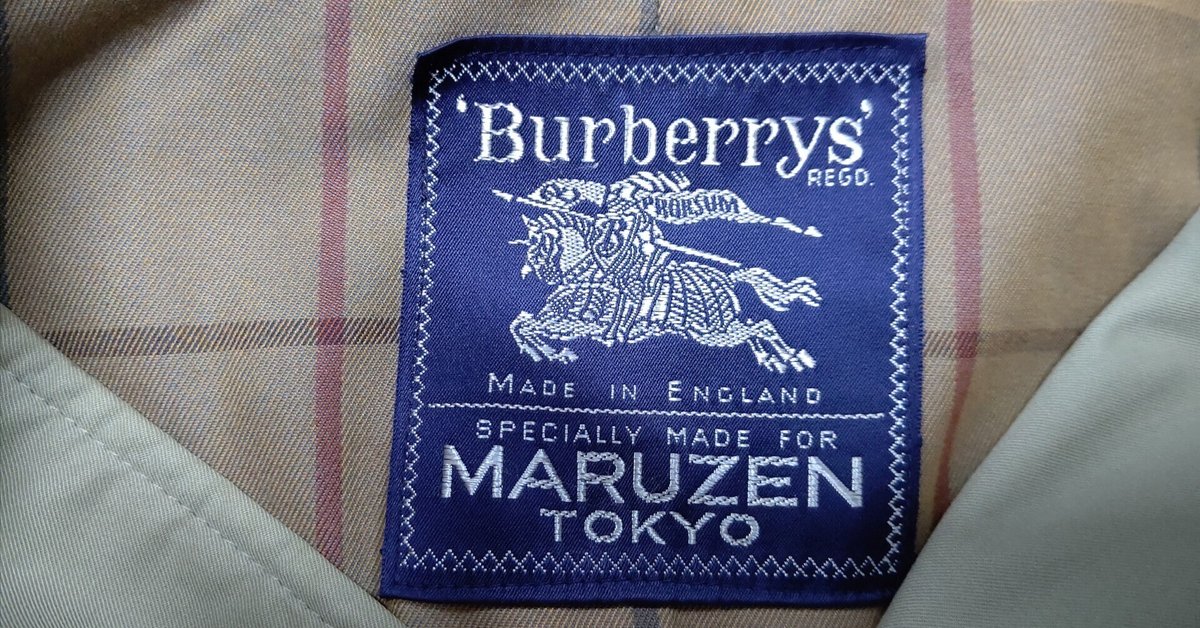 'Burberrys'
REGD.
PRORSUM
B
MADE IN ENGLAND
SPECIALLY MADE FOR
MARUZEN
TOKYO